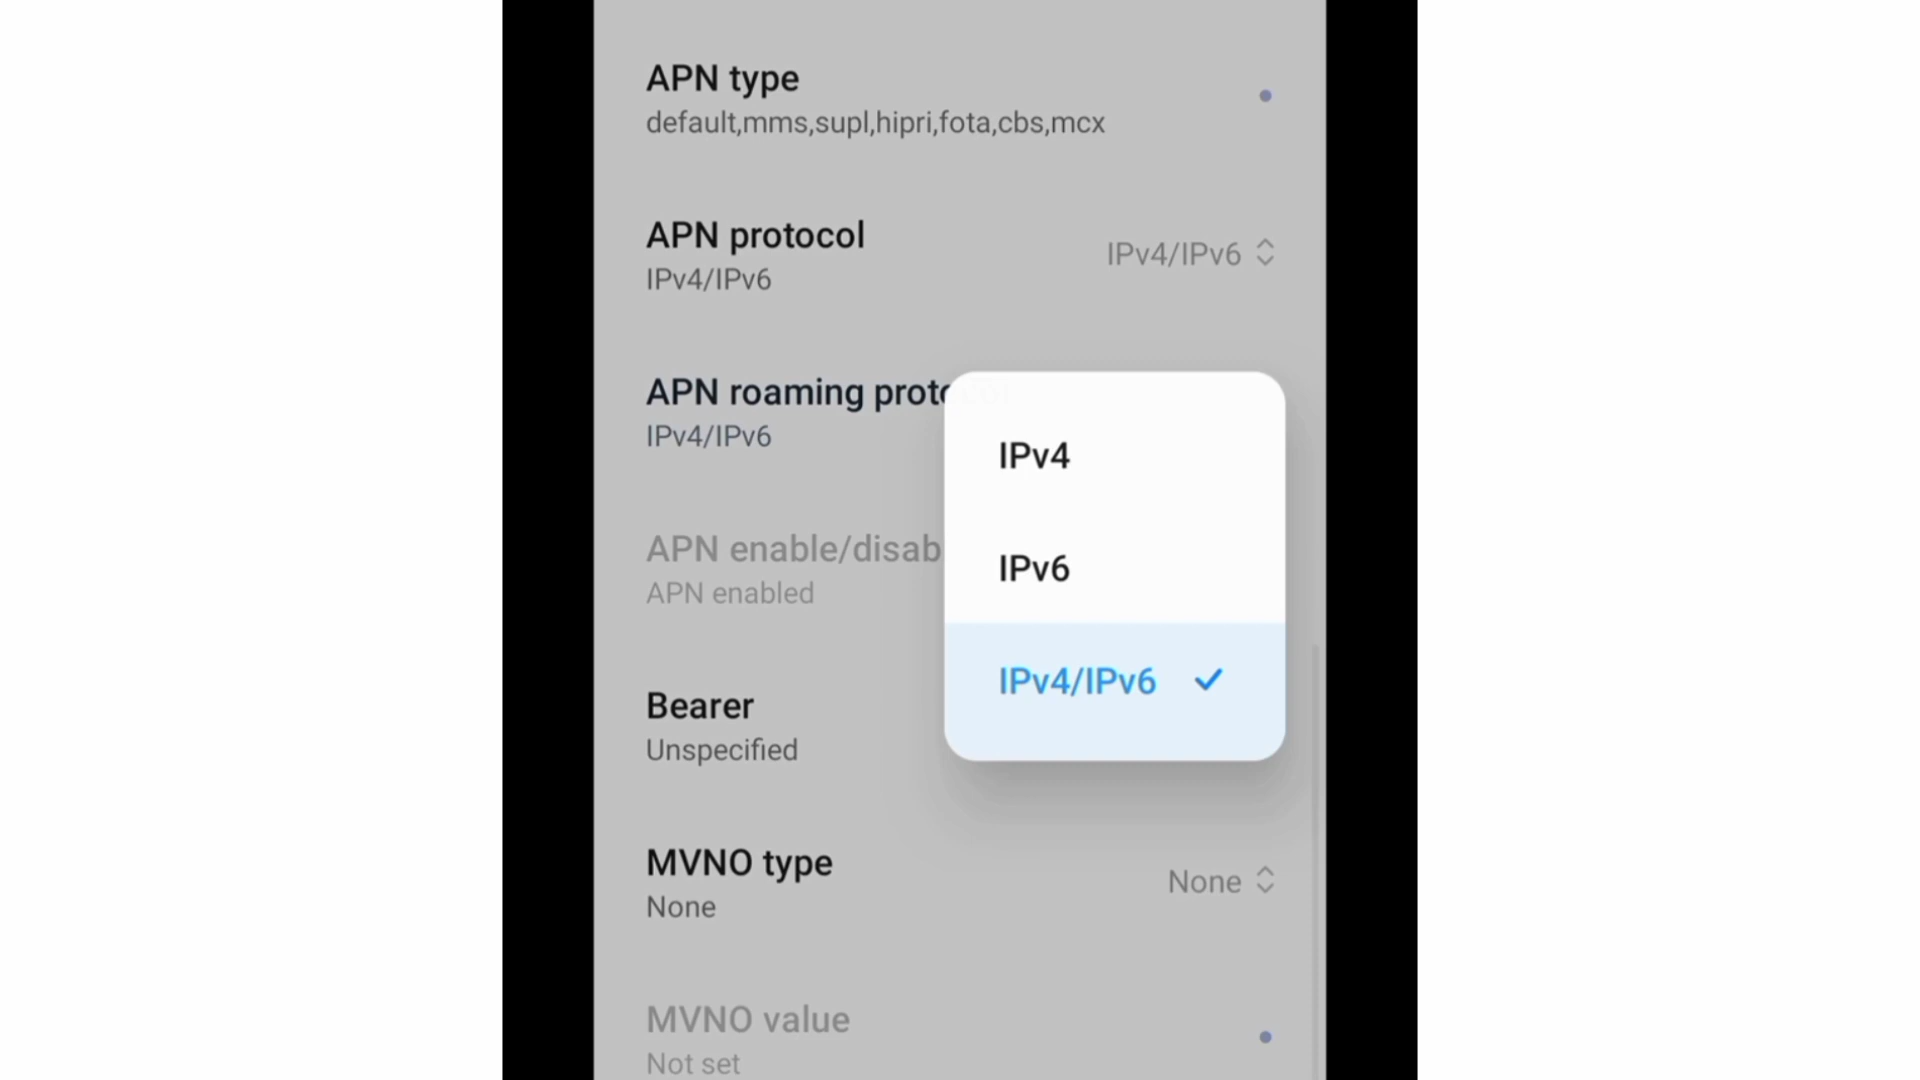 APN type
default,mms,supl,hipri,fota,cbs,mcx
APN protocol
IPv4/IPv6
IPv4/IPv6
APN roaming protocol
IPv4/IPv6
IPv4
IPv6
IPv4/IPv6
APN enable/disab
APN enabled
Bearer
Unspecified
MVNO type
None
None
MVNO value
Not set